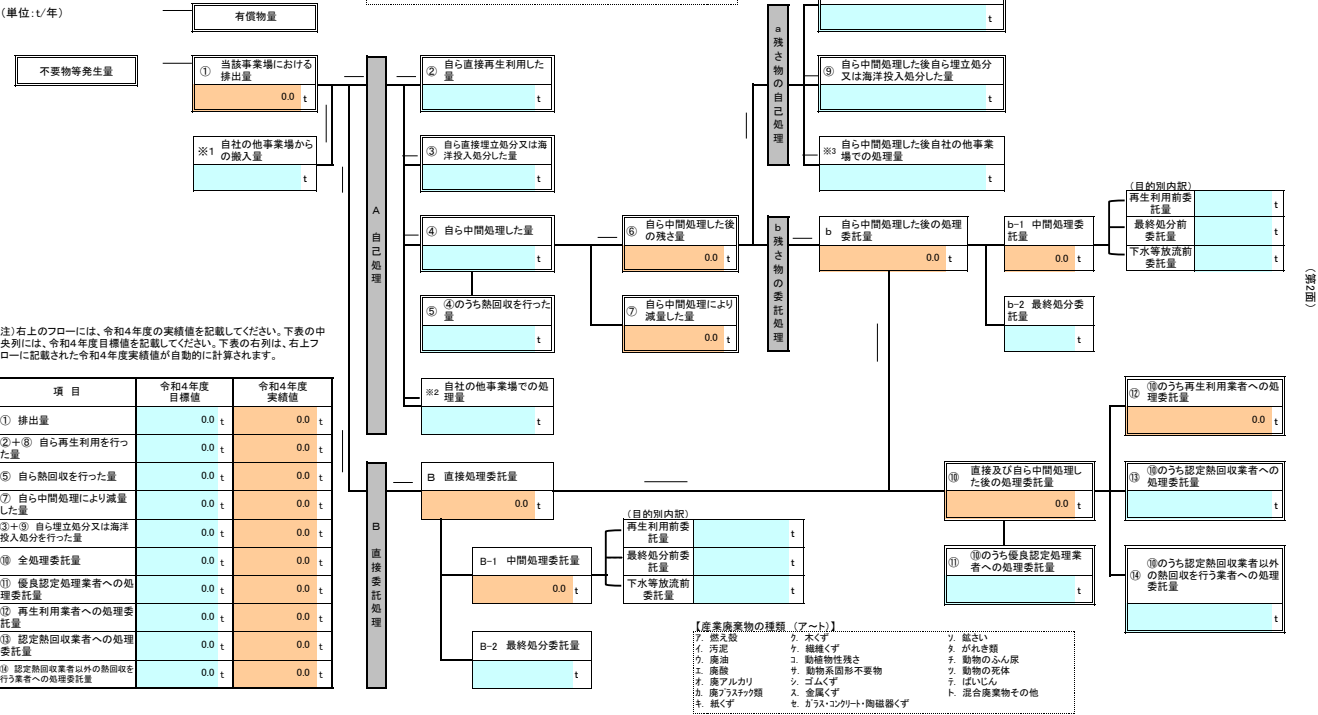 (単位:t/年)
有償物量
t
不要物等発生量
① 当該事業場における
排出量
0.0 t
※1 自社の他事業場から
の搬入量
t
A 自己処理
② 自ら直接再生利用した
量
t
③ 自ら直接埋立処分又は海
洋投入処分した量
t
④ 自ら中間処理した量
t
⑤ ④のうち熱回収を行った
量
t
※2 自社の他事業場での処
理量
t
⑥ 自ら中間処理した後
の残さ量
0.0 t
⑦ 自ら中間処理により
減量した量
0.0 t
a 残さ物の自己処理
⑨ 自ら中間処理した後自ら埋立処分
又は海洋投入処分した量
t
※3 自ら中間処理した後自社の他事業
場での処理量
t
b 残さ物の委託処理
b 自ら中間処理した後の処理
委託量
0.0 t
b-1 中間処理委
託量
0.0 t
(目的別内訳)
再生利用前委
託量 t
最終処分前
委託量 t
下水等放流前
委託量 t
b-2 最終処分委
託量
t
(第2面)
注)右上のフローには、令和4年度の実績値を記載してください。下表の中
央列には、令和4年度目標値を記載してください。下表の右列は、右上フ
ローに記載された令和4年度実績値が自動的に計算されます。
項 目 令和4年度
目標値 令和4年度
実績値
① 排出量 0.0 t 0.0 t
②+⑧ 自ら再生利用を行っ
た量 0.0 t 0.0 t
⑤ 自ら熱回収を行った量 0.0 t 0.0 t
⑦ 自ら中間処理により減量
した量 0.0 t 0.0 t
③+⑨ 自ら埋立処分又は海洋
投入処分を行った量 0.0 t 0.0 t
⑩ 全処理委託量 0.0 t 0.0 t
⑪ 優良認定処理業者への処
理委託量 0.0 t 0.0 t
⑫ 再生利用業者への処理委
託量 0.0 t 0.0 t
⑬ 認定熱回収業者への処理
委託量 0.0 t 0.0 t
⑭ 認定熱回収業者以外の熱回収を
行う業者への処理委託量 0.0 t 0.0 t
B 直接委託処理
B 直接処理委託量
0.0 t
B-1 中間処理委託量
0.0 t
(目的別内訳)
再生利用前委
託量 t
最終処分前委
託量 t
下水等放流前
委託量 t
B-2 最終処分委託量
t
⑩ 直接及び自ら中間処理し
た後の処理委託量
0.0 t
⑪ ⑩のうち優良認定処理業
者への処理委託量
t
⑫ ⑩のうち再生利用業者への処
理委託量
0.0 t
⑬ ⑩のうち認定熱回収業者への
処理委託量
t
⑭ ⑩のうち認定熱回収業者以外
の熱回収を行う業者への処理
委託量
t
【産業廃棄物の種類 (ア~ト)】
ア. 燃え殻 ク. 木くず ソ. 鉱さい
イ. 汚泥 ケ. 繊維くず タ. がれき類
ウ. 廃油 コ. 動植物性残さ チ. 動物のふん尿
エ. 廃酸 サ. 動物系固形不要物 ツ. 動物の死体
オ. 廃アルカリ シ. ゴムくず テ. ばいじん
カ. 廃プラスチック類 ス. 金属くず ト. 混合廃棄物その他
キ. 紙くず セ. ガラス・コンクリート・陶磁器くず